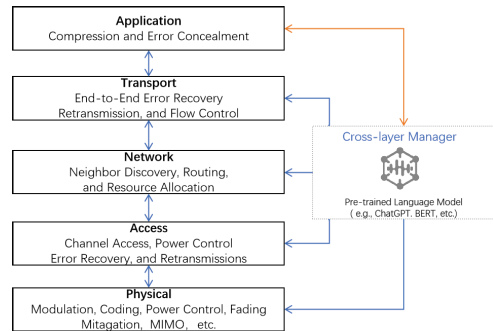 Application
Compression and Error Concealment
Transport
End-to-End Error Recovery
Retransmission, and Flow Control
Network
Neighbor Discovery, Routing,
and Resource Allocation
Access
Channel Access, Power Control
Error Recovery, and Retransmissions
Physical
Modulation, Coding, Power Control, Fading
Mitagation, MIMO, etc.
Cross-layer Manager
Pre-trained Language Model
( e.g., ChatGPT. BERT, etc.)